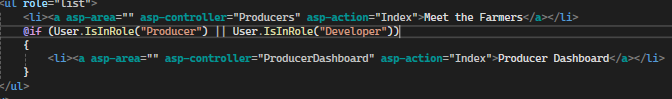 <ul role="list">
<li><a asp-area="" asp-controller="Producers" asp-action="Index">Meet the Farmers</a></li>
@if (User.IsInRole("Producer") || User.IsInRole("Developer"))
{
<li><a asp-area="" asp-controller="ProducerDashboard" asp-action="Index">Producer Dashboard</a></li>
}
</ul>